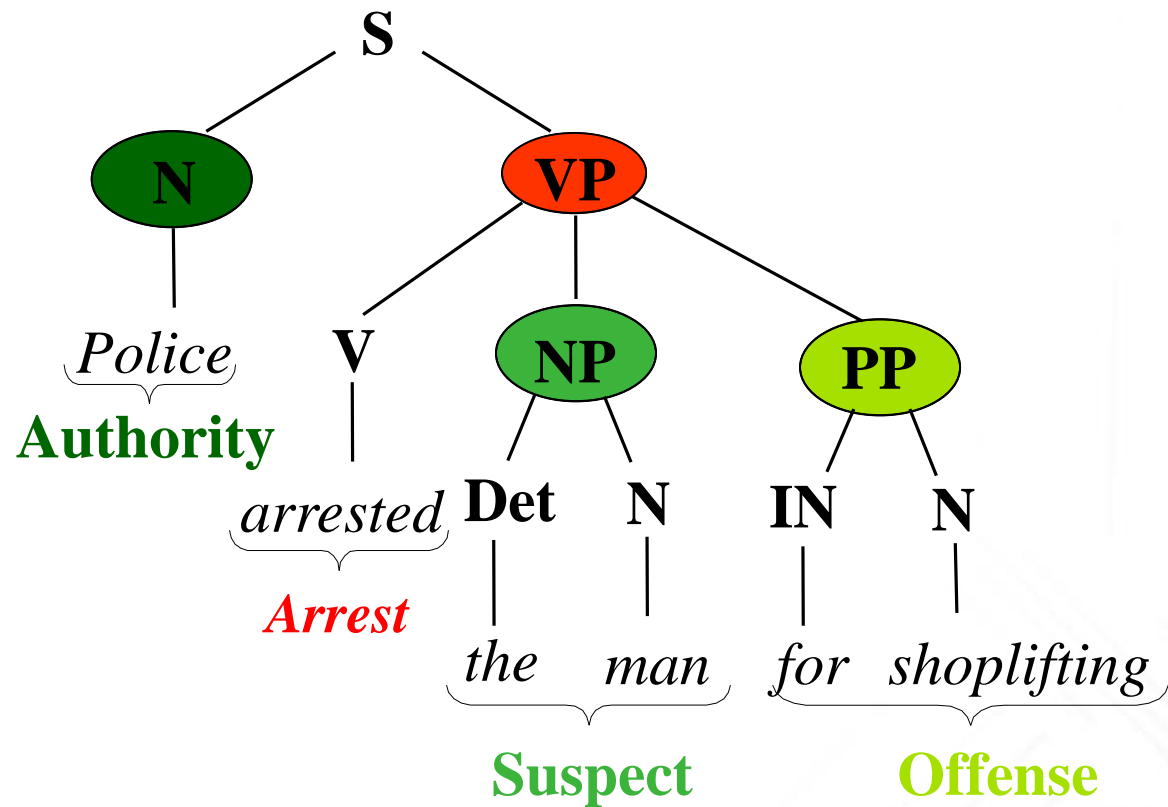 S
N VP
Police V NP PP
Authority
arrested Det N IN N
Arrest
the man for shoplifting
Suspect Offense